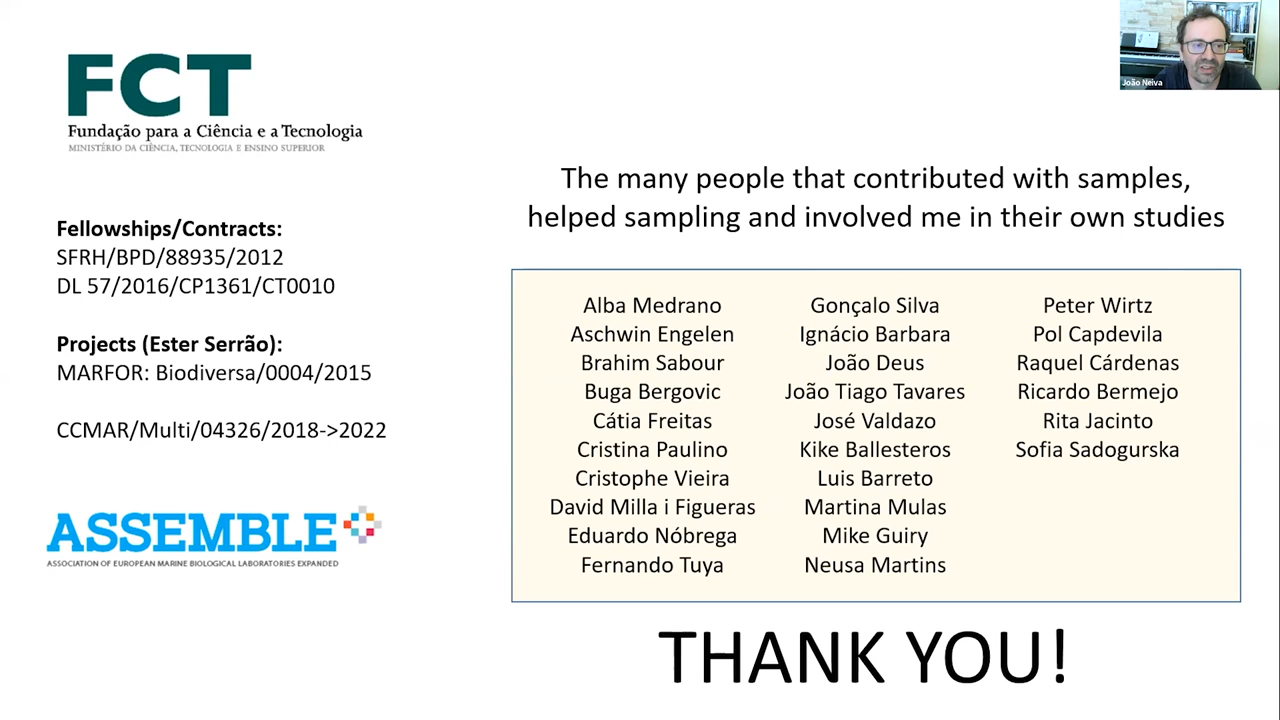 FCT
Fundação para a Ciência e a Tecnologia
MINISTÉRIO DA CIÊNCIA, TECNOLOGIA E ENSINO SUPERIOR
Fellowships/Contracts:
SFRH/BPD/88935/2012
DL 57/2016/CP1361/CT0010
Projects (Ester Serrão):
MARFOR: Biodiversa/0004/2015
CCMAR/Multi/04326/2018->2022
ASSEMBLE
ASSOCIATION OF EUROPEAN MARINE BIOLOGICAL LABORATORIES EXPANDED
João Neiva
The many people that contributed with samples,
helped sampling and involved me in their own studies
Alba Medrano
Aschwin Engelen
Brahim Sabour
Buga Bergovic
Cátia Freitas
Cristina Paulino
Cristophe Vieira
David Milla i Figueras
Eduardo Nóbrega
Fernando Tuya
Gonçalo Silva
Ignácio Barbara
João Deus
João Tiago Tavares
José Valdazo
Kike Ballesteros
Luis Barreto
Martina Mulas
Mike Guiry
Neusa Martins
Peter Wirtz
Pol Capdevila
Raquel Cárdenas
Ricardo Bermejo
Rita Jacinto
Sofia Sadogurska
THANK YOU!